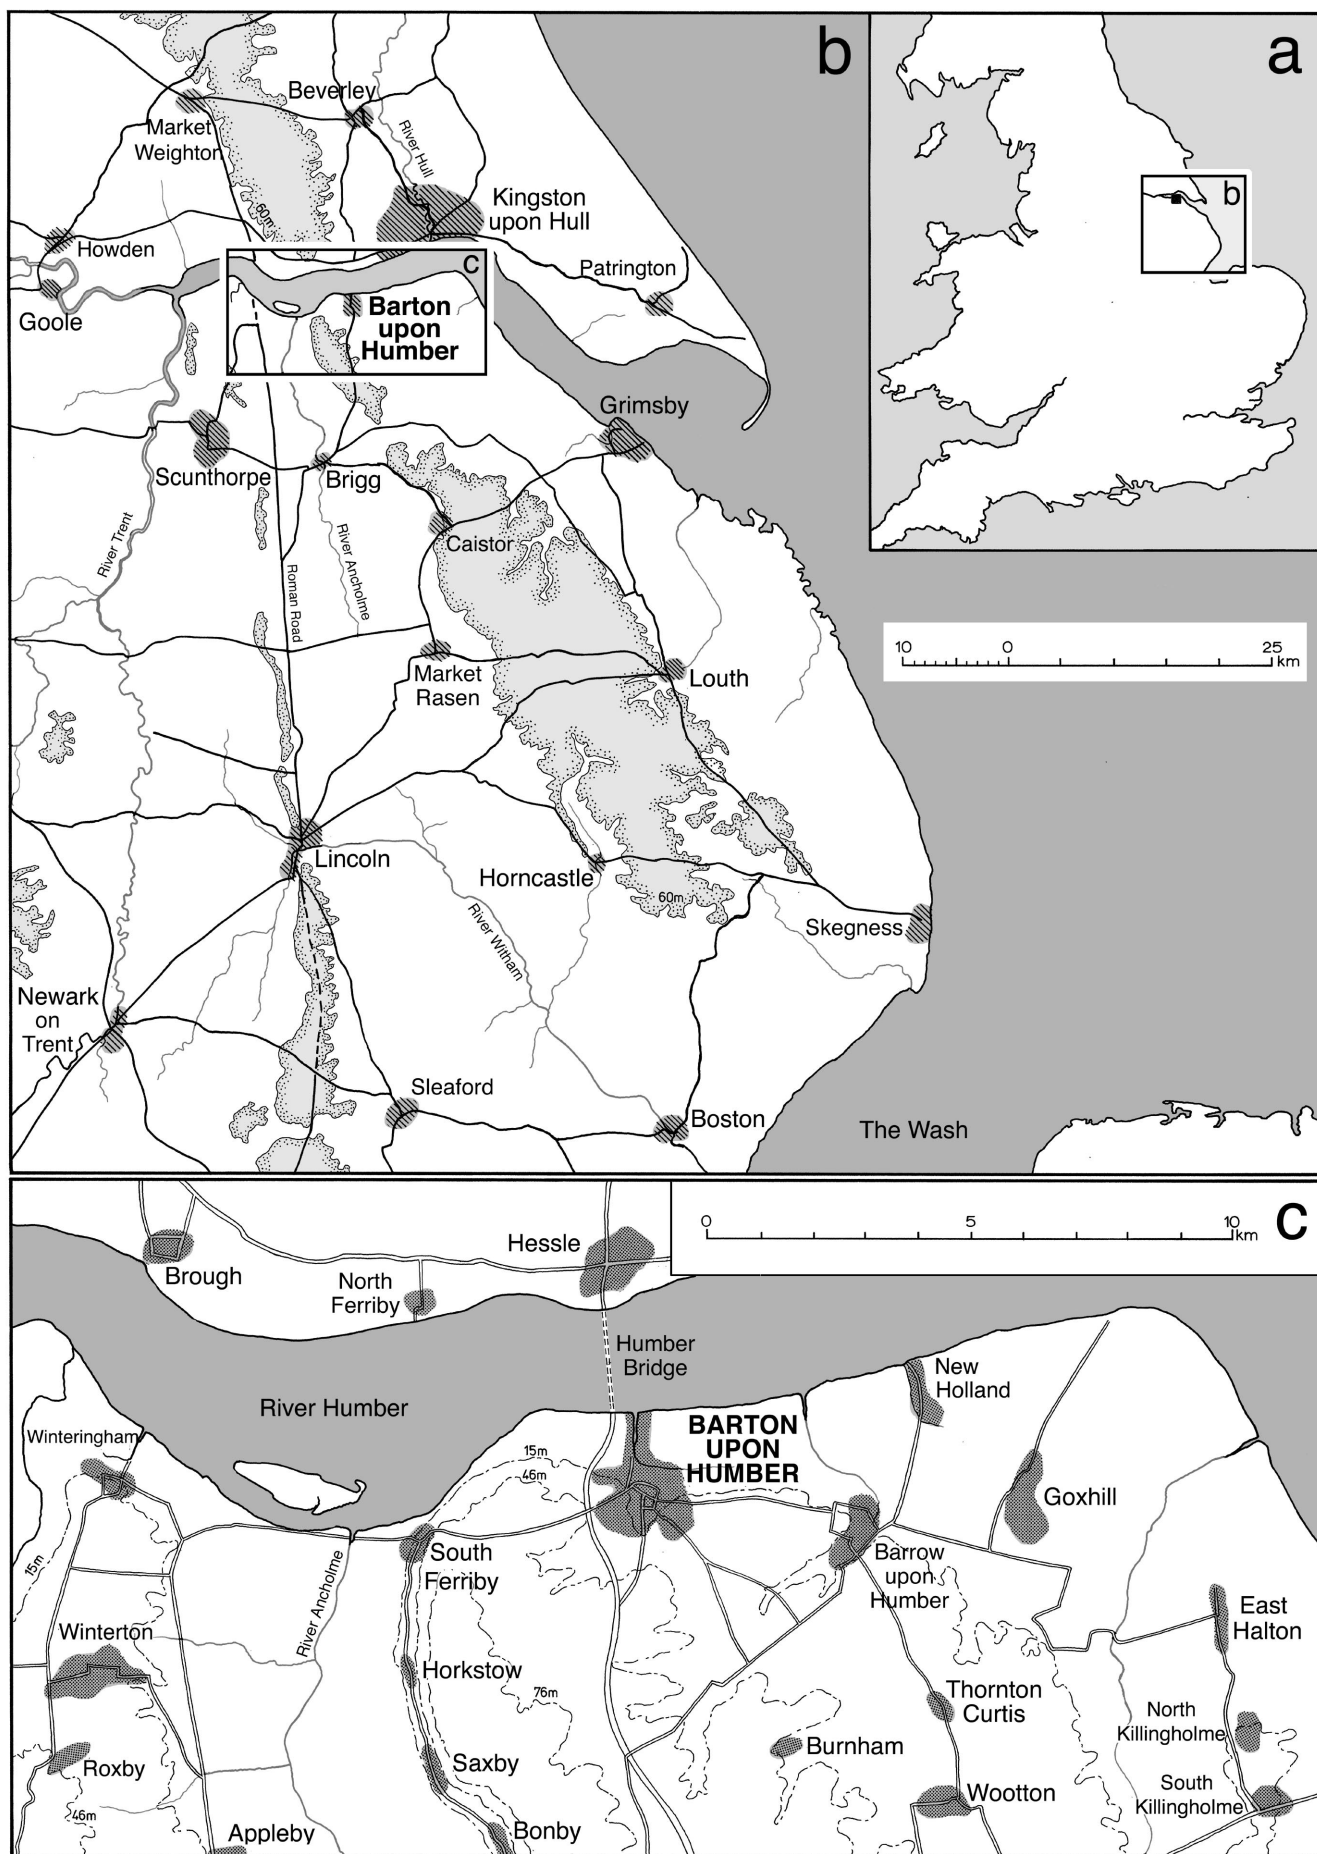 b
a
b
Beverley
Market
Weighton
River Hull
Kingston
upon Hull
60m
Howden
Patrington
c
Goole
Barton
upon
Humber
Grimsby
Scunthorpe
Brigg
River Trent
River Ancholme
Caistor
Roman Road
10
0
25
km
Market
Rasen
Louth
Lincoln
Horncastle
60m
River Witham
Skegness
Newark
on
Trent
Sleaford
Boston
The Wash
0
5
10
km
c
Hessle
Brough
North
Ferriby
Humber
Bridge
New
Holland
River Humber
Winteringham
15m
46m
BARTON
UPON
HUMBER
Goxhill
15m
South
Ferriby
River Ancholme
Barrow
upon
Humber
East
Halton
Winterton
Horkstow
76m
Thornton
Curtis
North
Killingholme
Burnham
Roxby
Saxby
Wootton
South
Killingholme
46m
Appleby
Bonby